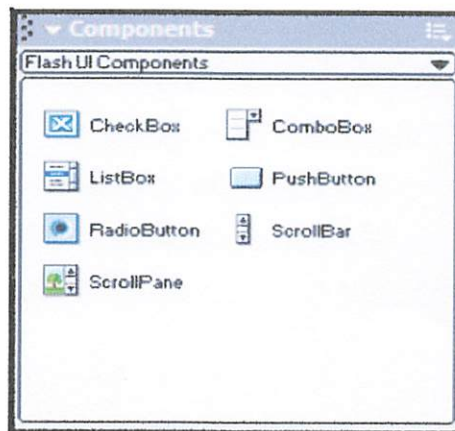 Components
Flash UI Components
CheckBox ComboBox
ListBox PushButton
RadioButton ScrollBar
ScrollPane